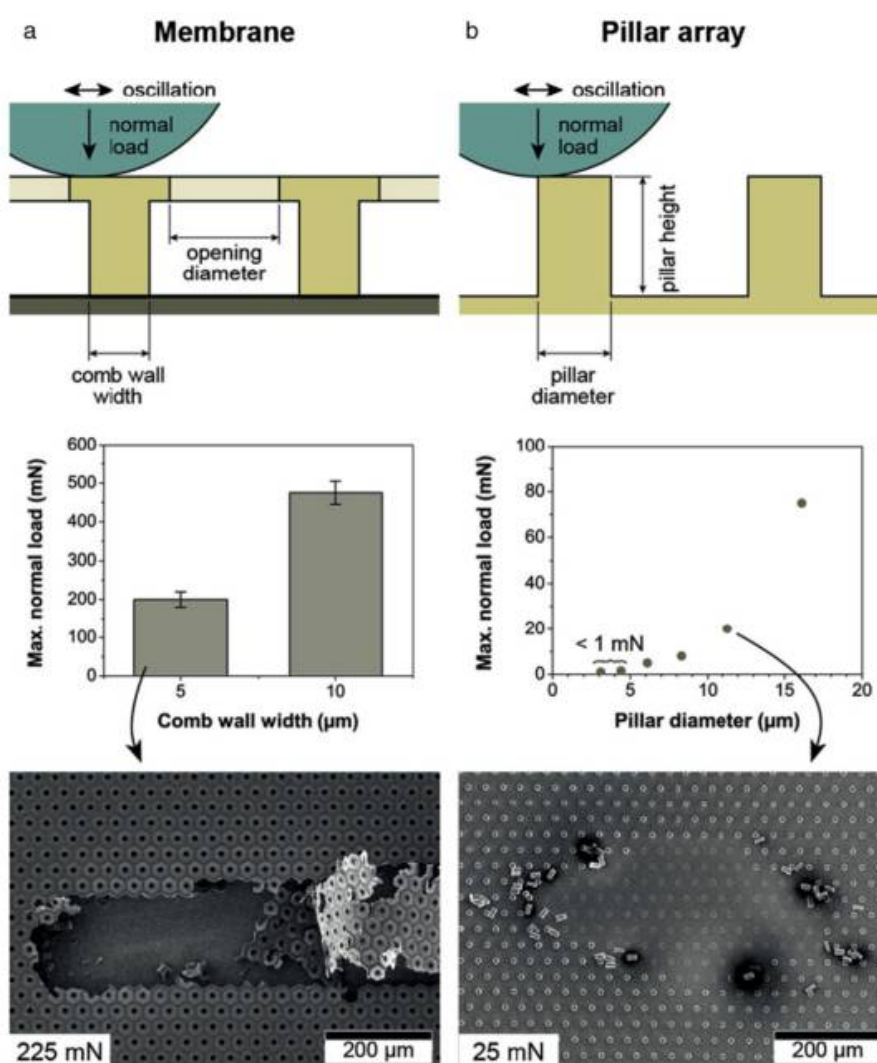 a Membrane
oscillation
normal
load
opening
diameter
comb wall
width
Max. normal load (mN)
600
500
400
300
200
100
0
5 10
Comb wall width (µm)
225 mN
200 µm
b Pillar array
oscillation
normal
load
pillar height
pillar
diameter
Max. normal load (mN)
100
80
60
40
20
0
< 1 mN
0 5 10 15 20
Pillar diameter (µm)
25 mN
200 µm